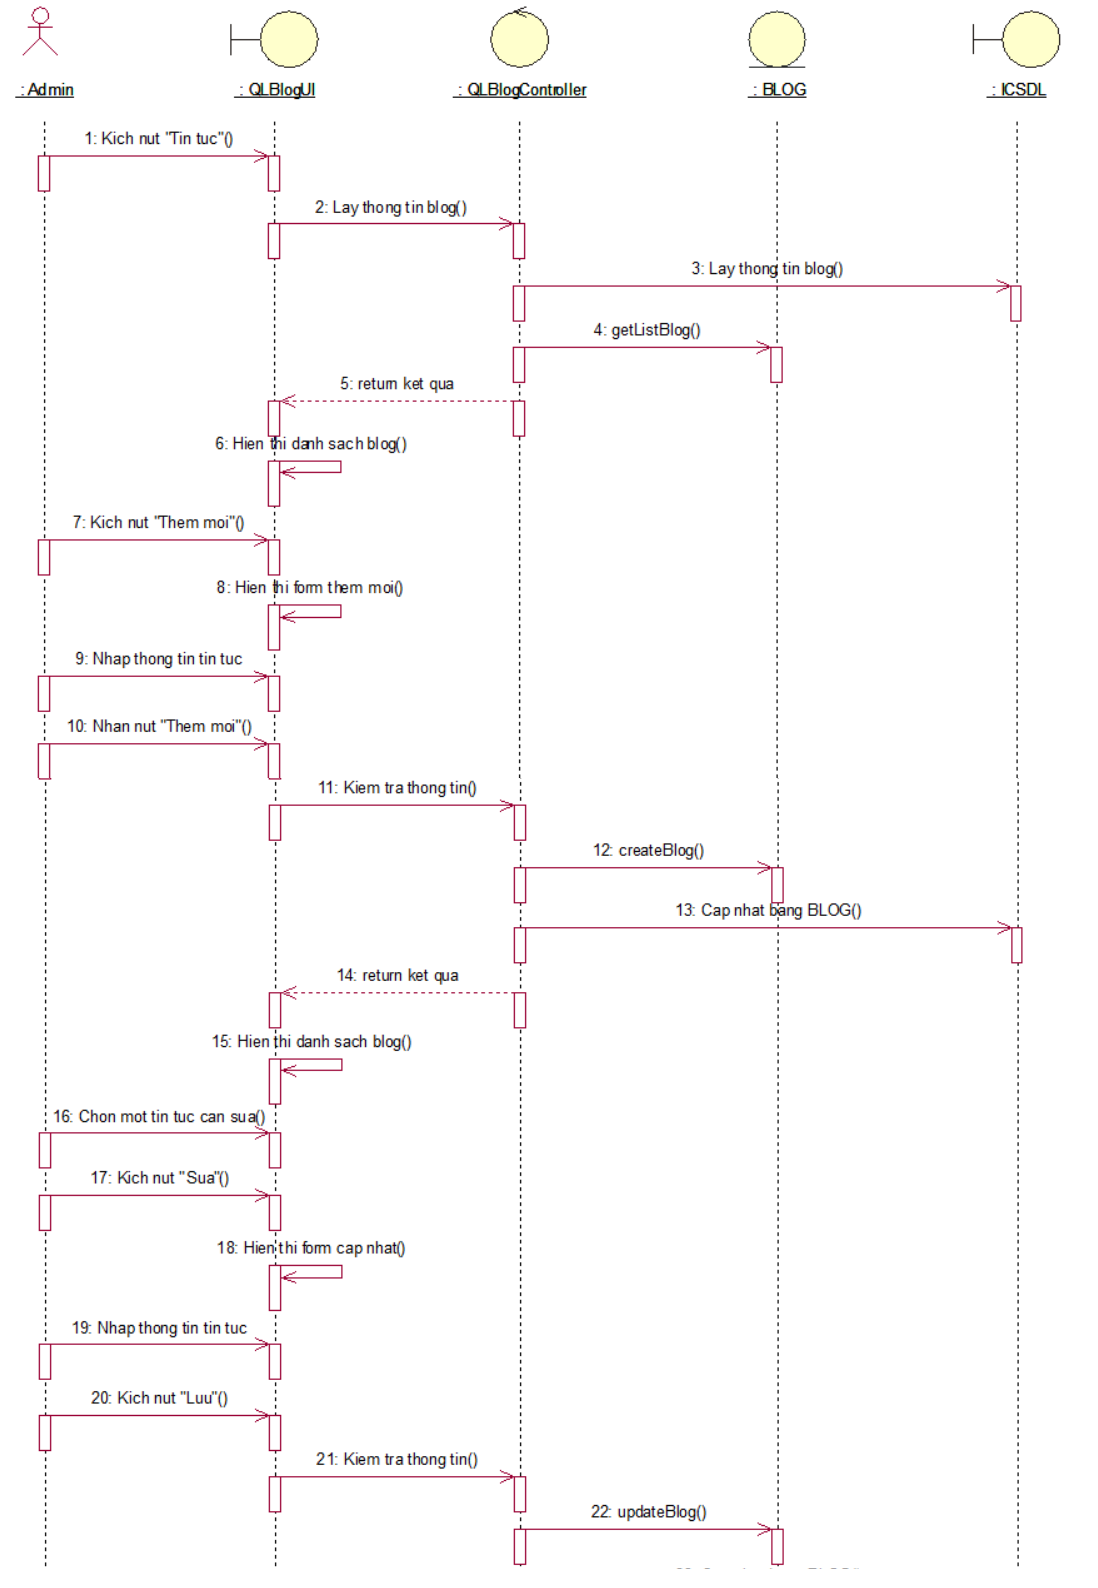 : Admin
: QLBlogUI
: QLBlogController
: BLOG
: ICSDL
1: Kich nut "Tin tuc"()
2: Lay thong tin blog()
3: Lay thong tin blog()
4: getListBlog()
5: return ket qua
6: Hien thi danh sach blog()
7: Kich nut "Them moi"()
8: Hien thi form them moi()
9: Nhap thong tin tin tuc
10: Nhan nut "Them moi"()
11: Kiem tra thong tin()
12: createBlog()
13: Cap nhat bang BLOG()
14: return ket qua
15: Hien thi danh sach blog()
16: Chon mot tin tuc can sua()
17: Kich nut "Sua"()
18: Hien thi form cap nhat()
19: Nhap thong tin tin tuc
20: Kich nut "Luu"()
21: Kiem tra thong tin()
22: updateBlog()